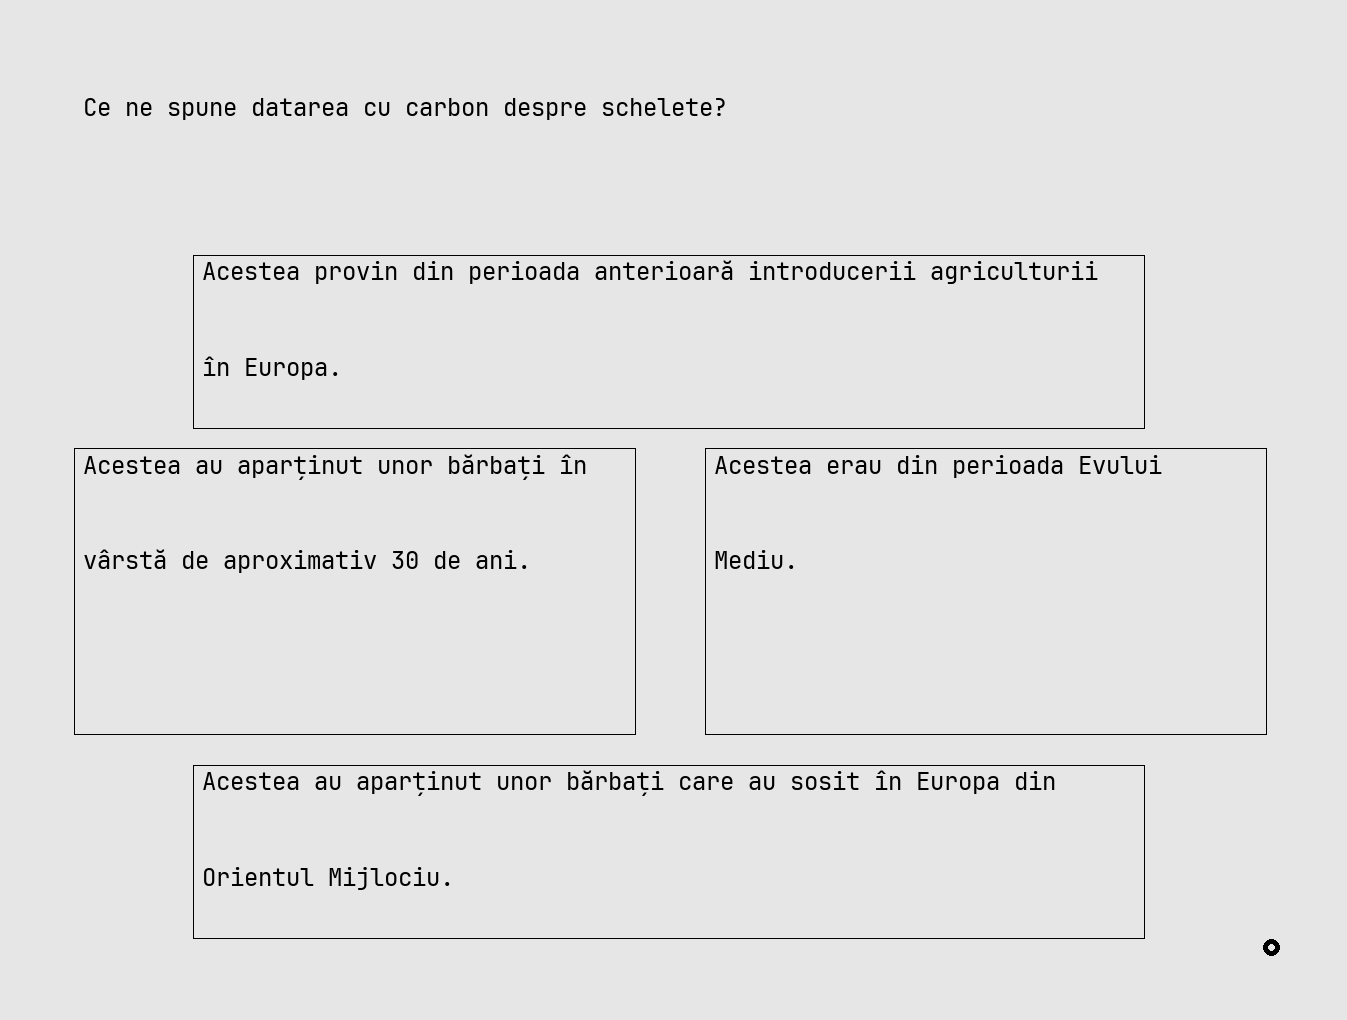 Ce ne spune datarea cu carbon despre schelete?
Acestea provin din perioada anterioară introducerii agriculturii
în Europa.
Acestea au aparținut unor bărbați în
vârstă de aproximativ 30 de ani.
Acestea erau din perioada Evului
Mediu.
Acestea au aparținut unor bărbați care au sosit în Europa din
Orientul Mijlociu.